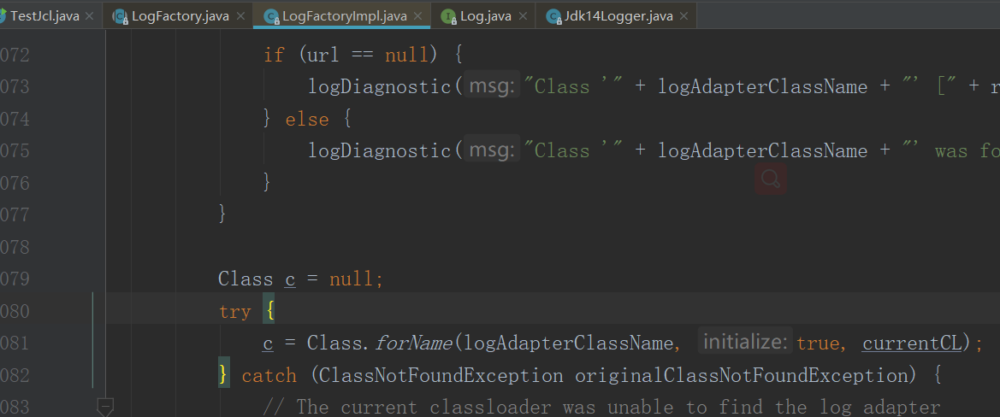 TestJcl.java × LogFactory.java × LogFactoryImpl.java × Log.java × Jdk14Logger.java ×
072 if (url == null) {
073 logDiagnostic( msg: "Class '" + logAdapterClassName + "' [" + r
074 } else {
075 logDiagnostic( msg: "Class '" + logAdapterClassName + "' was fo
076 }
077 }
078
079 Class c = null;
080 try {
081 c = Class.forName(logAdapterClassName, initialize: true, currentCL);
082 } catch (ClassNotFoundException originalClassNotFoundException) {
083 // The current classloader was unable to find the log adapter